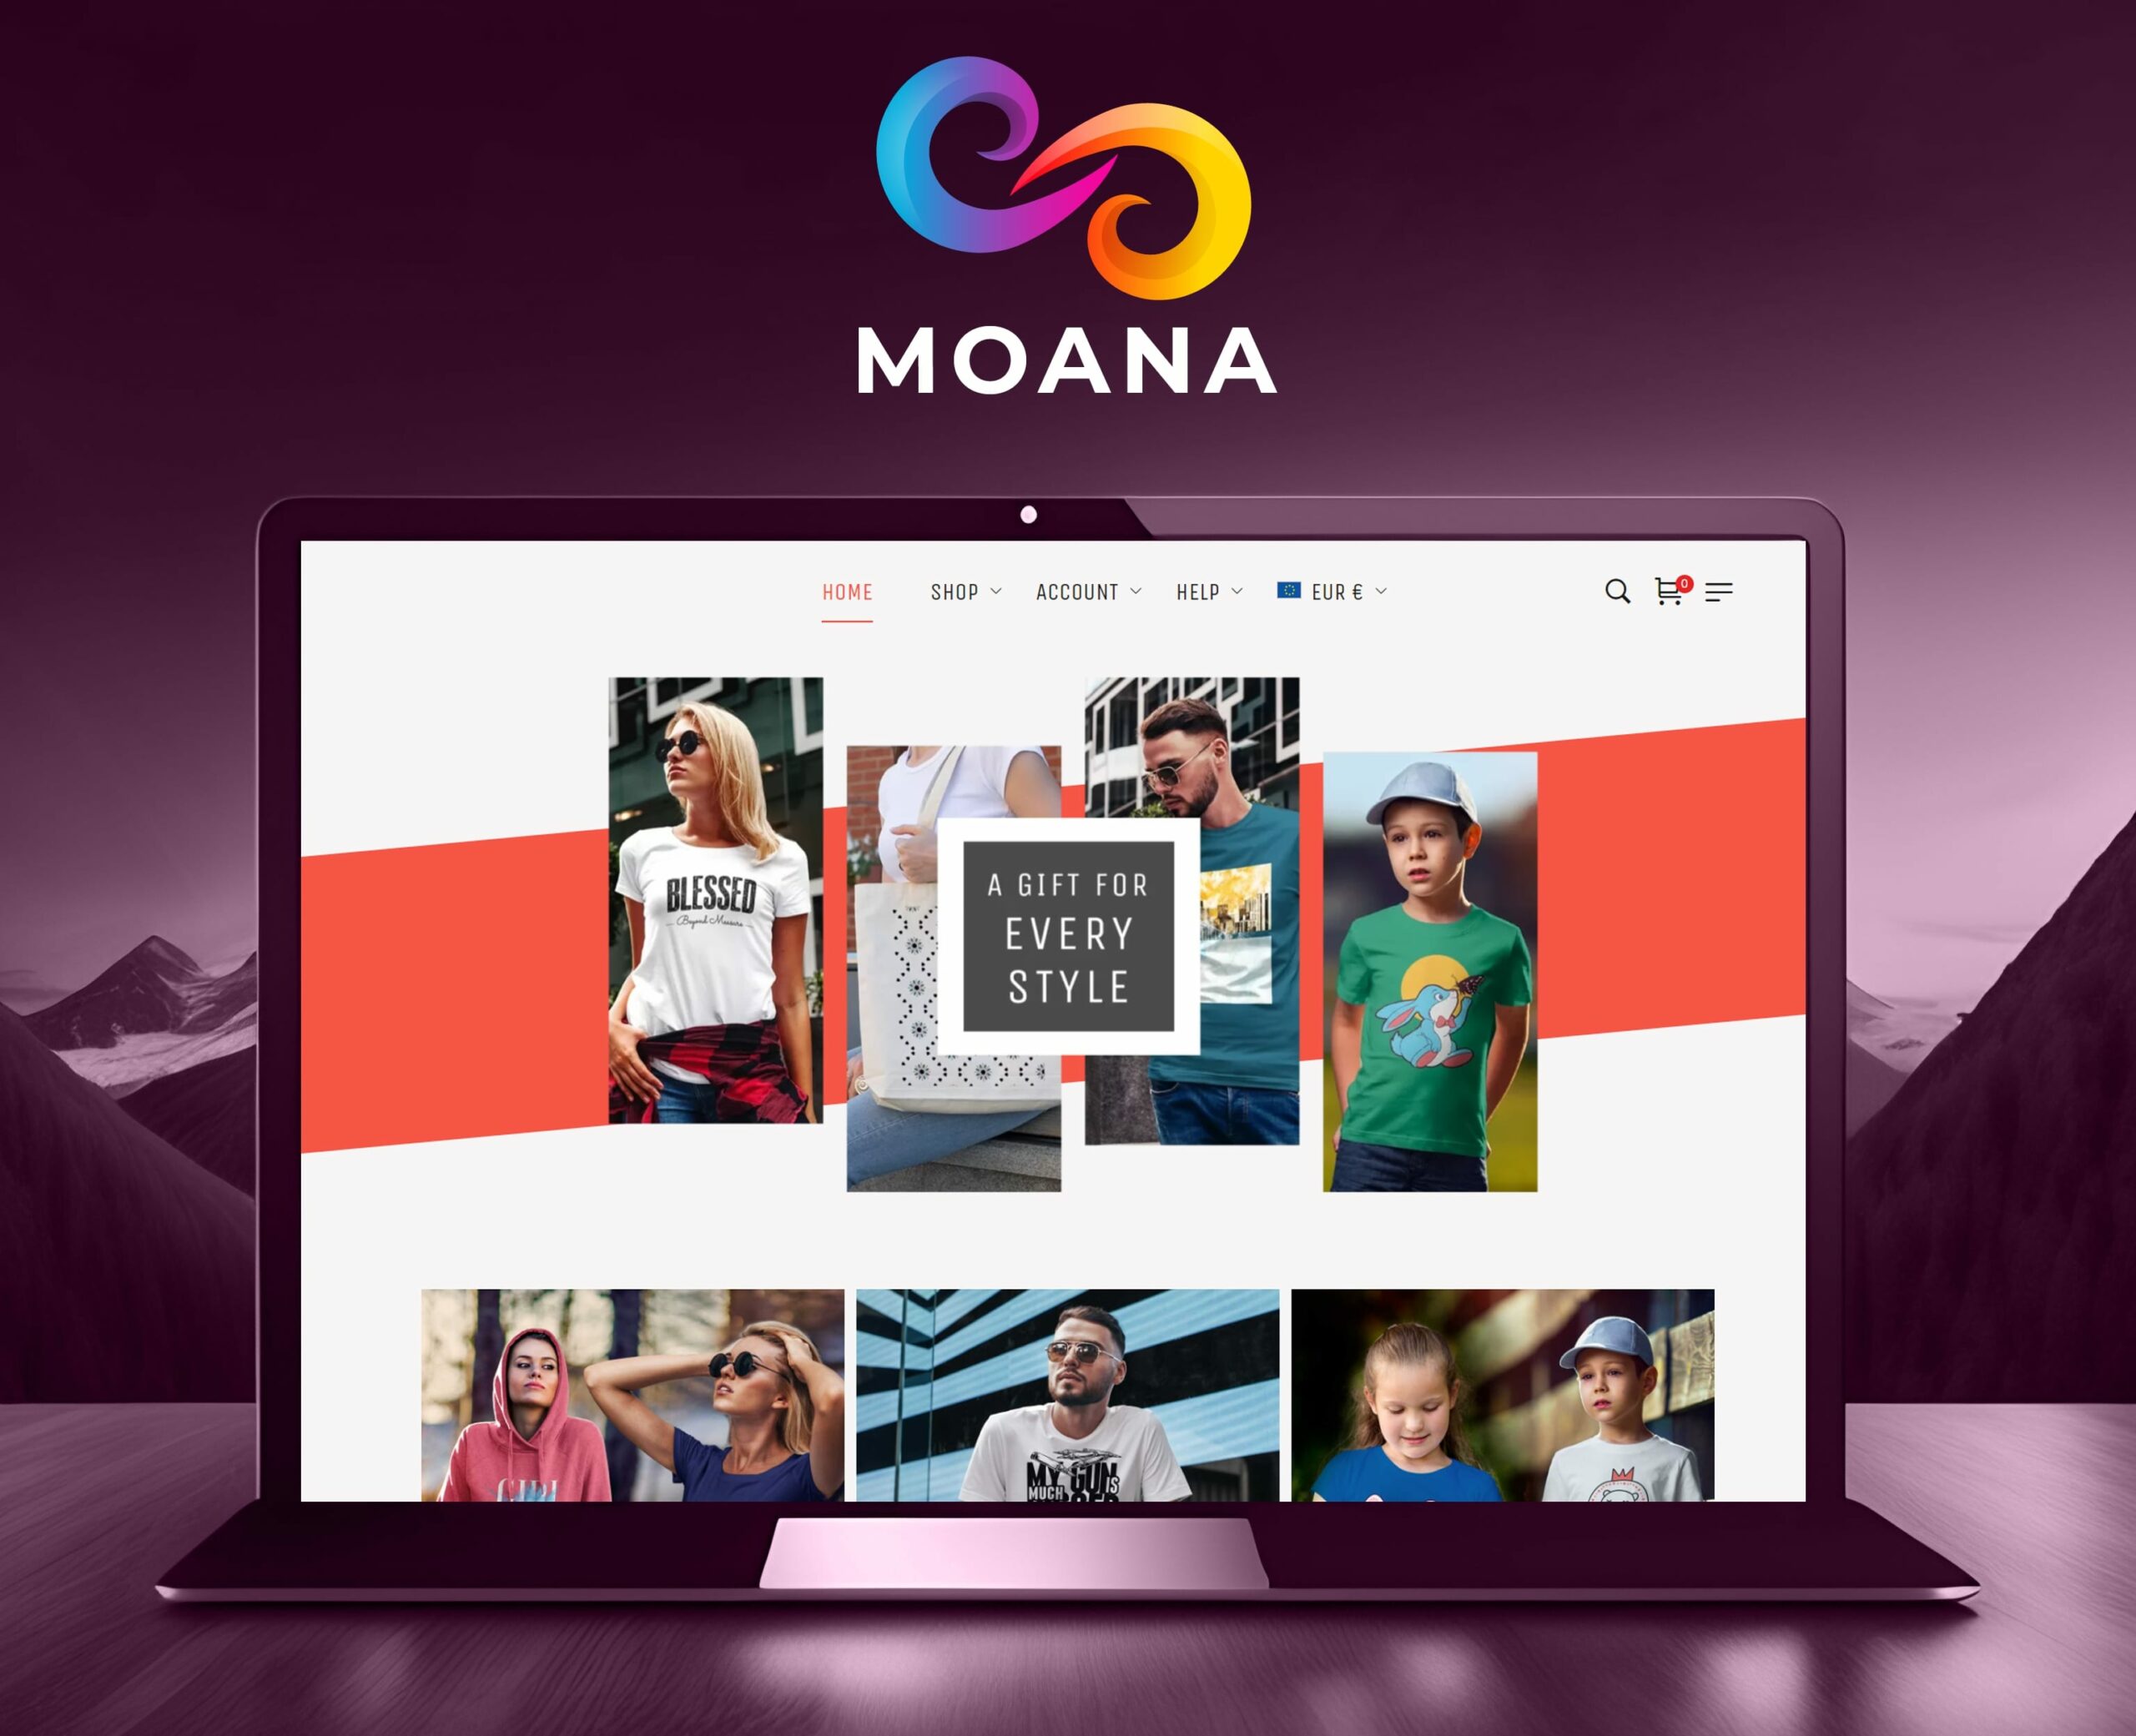 MOANA
HOME SHOP ACCOUNT HELP EUR € 0
BLESSED
Beyond Measure
A GIFT FOR
EVERY
STYLE
MY GUN
IS
MUCH